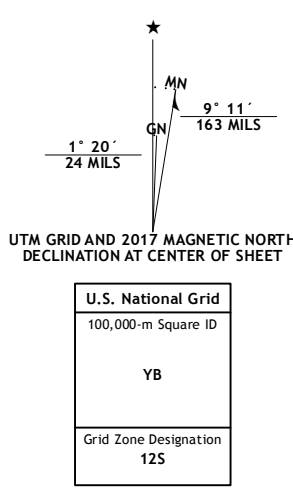 MN
GN
9° 11´
163 MILS
1° 20´
24 MILS
UTM GRID AND 2017 MAGNETIC NORTH
DECLINATION AT CENTER OF SHEET
U.S. National Grid
100,000-m Square ID
YB
Grid Zone Designation
12S